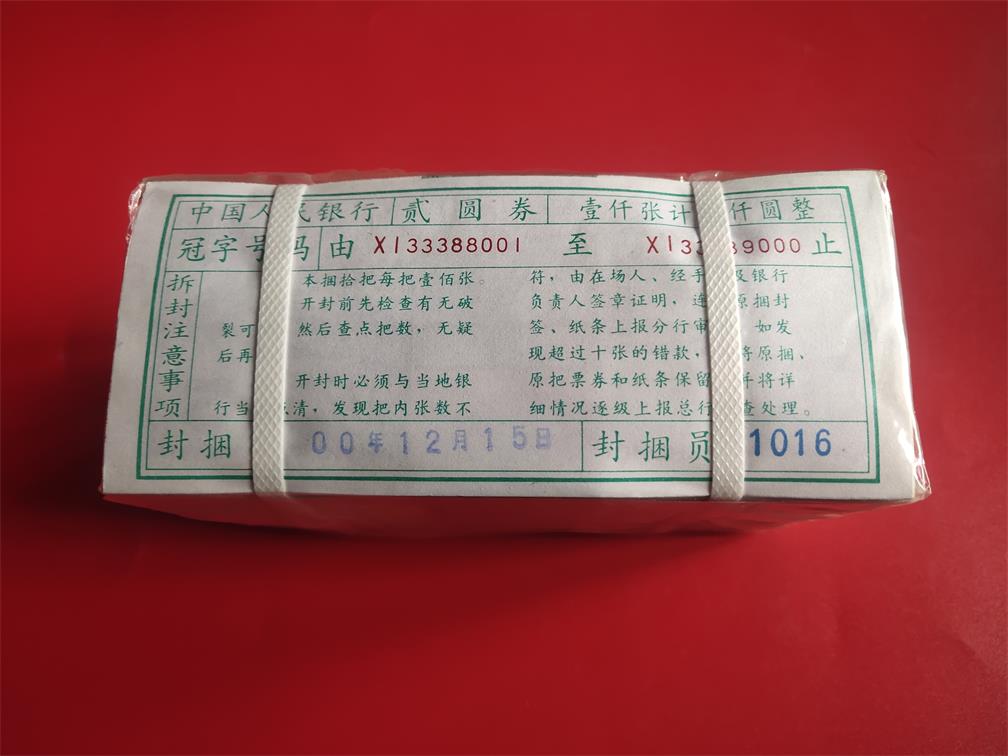 中国人民银行 贰圆券 壹仟张计 仟圆整
冠字号码 由 XI33388001 至 XI33 89000 止
拆封注意事项
本捆拾把每把壹佰张。
开封前先检查有无破
裂可 然后查点把数，无疑
后再
开封时必须与当地银
行当 点清，发现把内张数不
符，由在场人、经手 及银行
负责人签章证明，连 原捆封
签、纸条上报分行审 如发
现超过十张的错款， 将原捆、
原把票券和纸条保留 并将详
细情况逐级上报总行 查处理。
封捆 00年12月15日 封捆员 1016